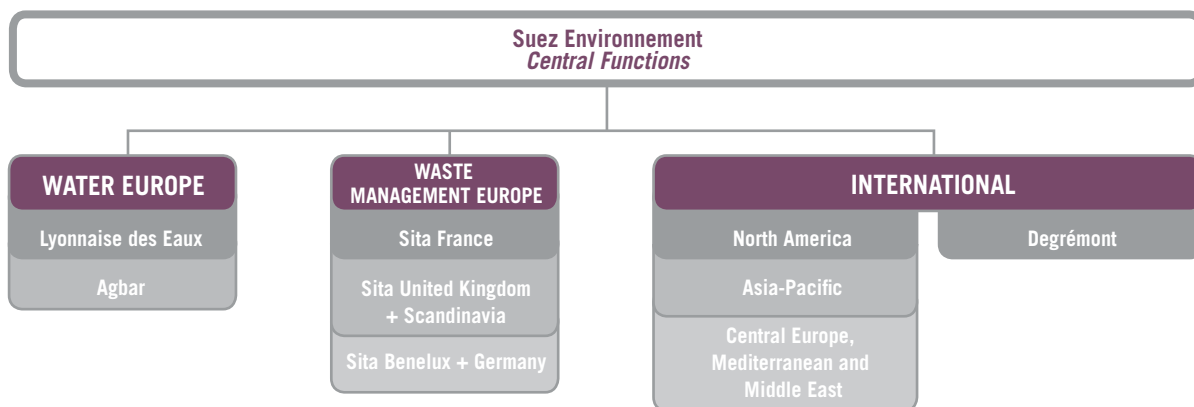 Suez Environnement
Central Functions
WATER EUROPE
Lyonnaise des Eaux
Agbar
WASTE
MANAGEMENT EUROPE
Sita France
Sita United Kingdom
+ Scandinavia
Sita Benelux + Germany
INTERNATIONAL
North America
Asia-Pacific
Central Europe,
Mediterranean and
Middle East
Degrémont